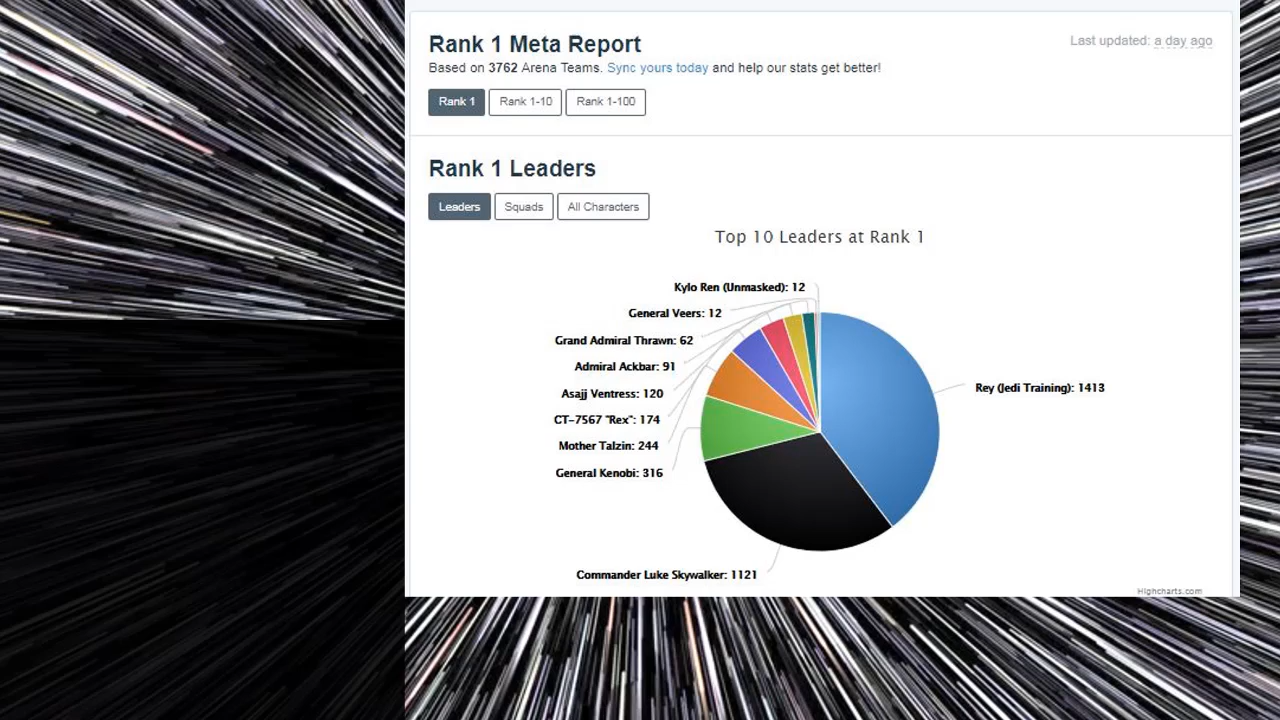 Rank 1 Meta Report
Last updated: a day ago
Based on 3762 Arena Teams. Sync yours today and help our stats get better!
Rank 1
Rank 1-10
Rank 1-100
Rank 1 Leaders
Leaders
Squads
All Characters
Top 10 Leaders at Rank 1
Kylo Ren (Unmasked): 12
General Veers: 12
Grand Admiral Thrawn: 62
Admiral Ackbar: 91
Asajj Ventress: 120
CT-7567 "Rex": 174
Mother Talzin: 244
General Kenobi: 316
Rey (Jedi Training): 1413
Commander Luke Skywalker: 1121
Highcharts.com